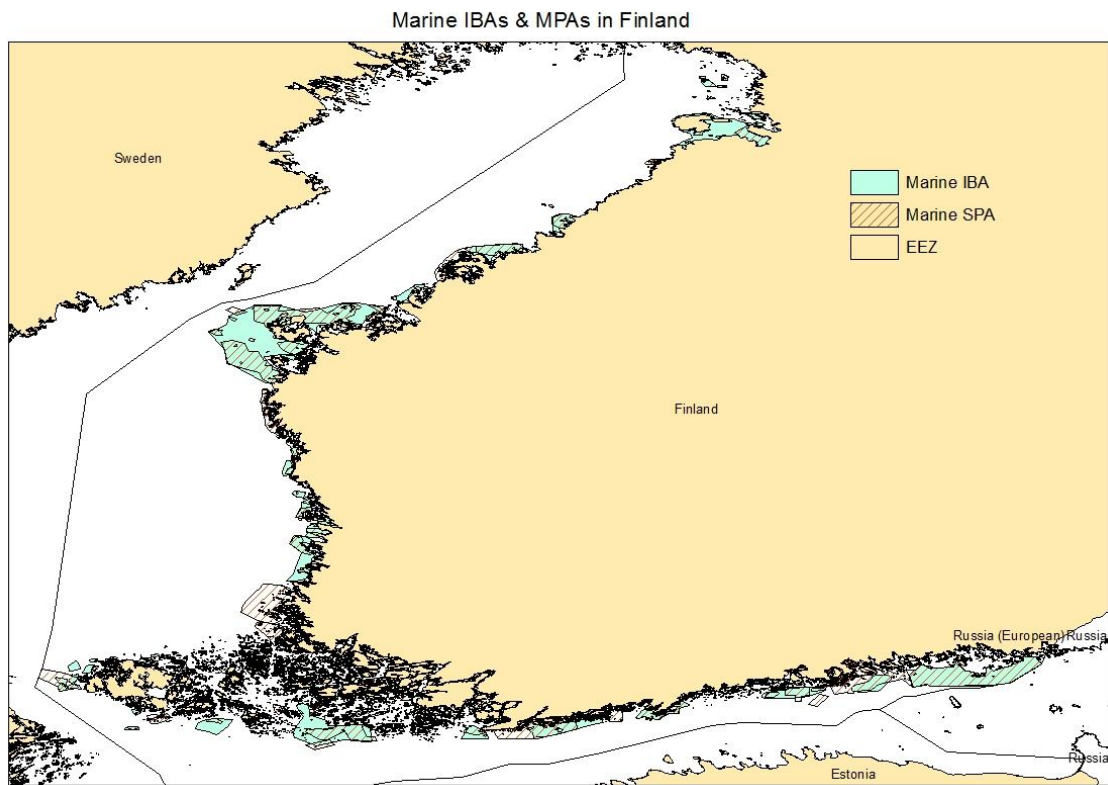 Marine IBAs & MPAs in Finland
Sweden
Marine IBA
Marine SPA
EEZ
Finland
Russia (European)Russia
Russia
Estonia